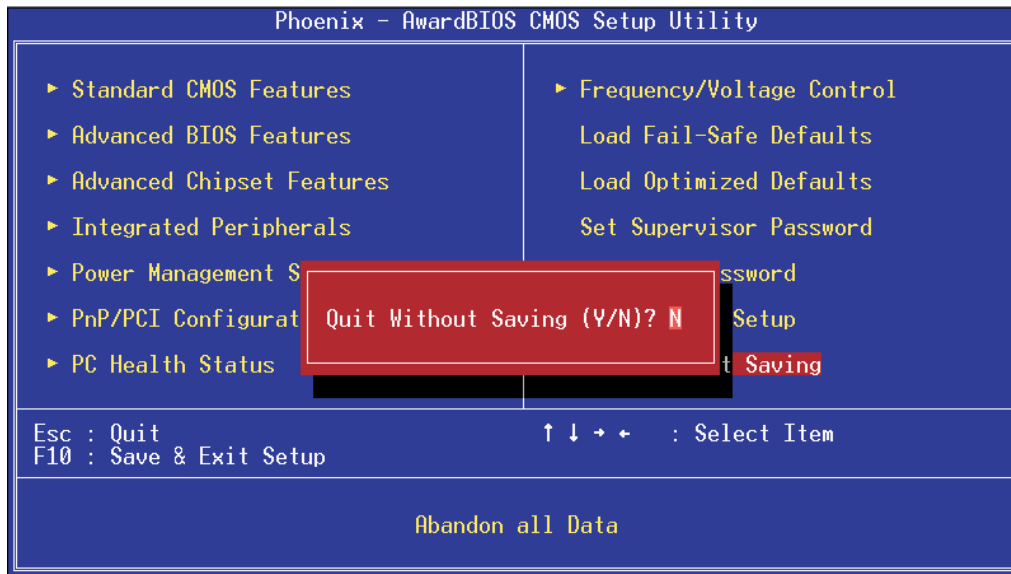 Phoenix - AwardBIOS CMOS Setup Utility
► Standard CMOS Features
► Advanced BIOS Features
► Advanced Chipset Features
► Integrated Peripherals
► Power Management S
► PnP/PCI Configurat
► PC Health Status
► Frequency/Voltage Control
Load Fail-Safe Defaults
Load Optimized Defaults
Set Supervisor Password
ssword
Setup
t Saving
Quit Without Saving (Y/N)? N
Esc : Quit
F10 : Save & Exit Setup
↑ ↓ → ← : Select Item
Abandon all Data